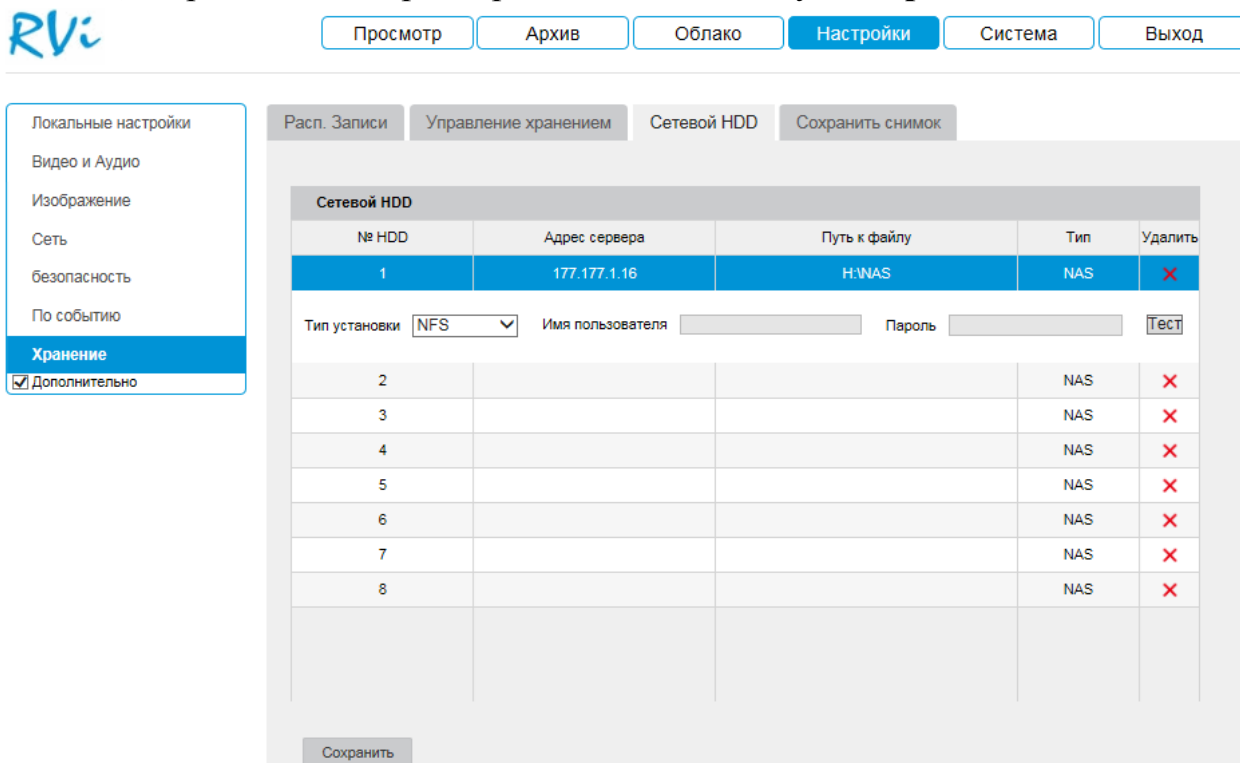 RVi
Просмотр Архив Облако Настройки Система Выход
Локальные настройки
Видео и Аудио
Изображение
Сеть
безопасность
По событию
Хранение
Дополнительно
Расп. Записи Управление хранением Сетевой HDD Сохранить снимок
Сетевой HDD
№ HDD Адрес сервера Путь к файлу Тип Удалить
1 177.177.1.16 H:\NAS NAS
Тип установки NFS Имя пользователя Пароль Тест
2 NAS
3 NAS
4 NAS
5 NAS
6 NAS
7 NAS
8 NAS
Сохранить